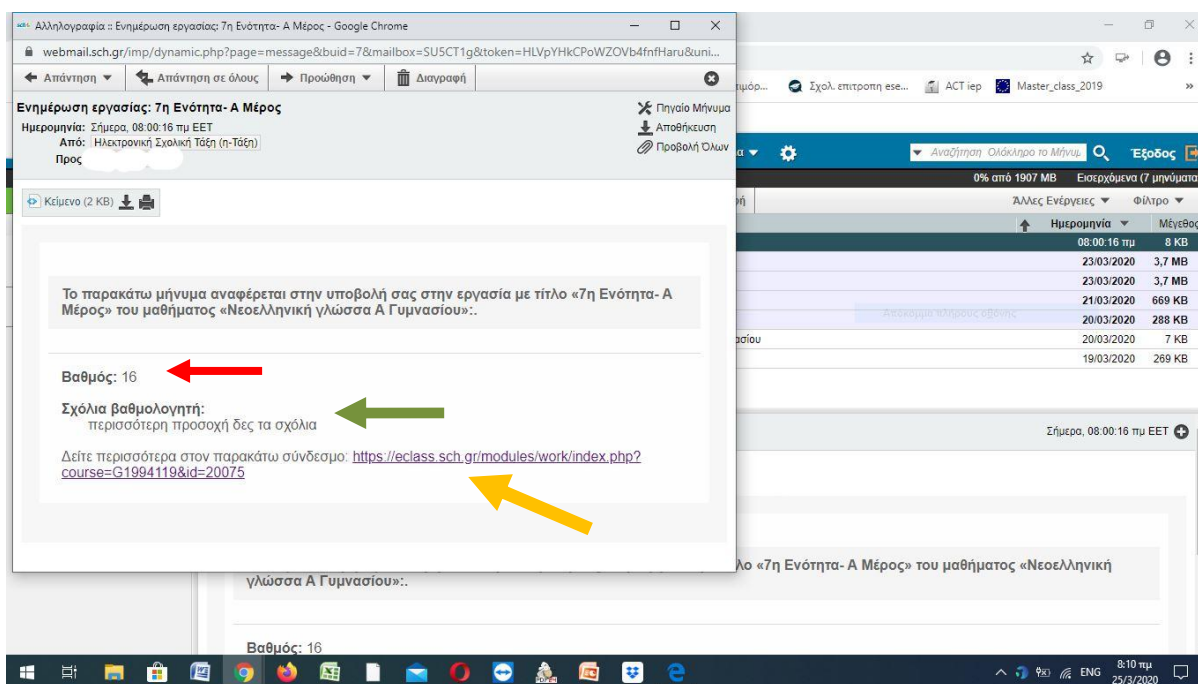 Αλληλογραφία :: Ενημέρωση εργασίας: 7η Ενότητα- Α Μέρος - Google Chrome
webmail.sch.gr/imp/dynamic.php?page=message&buid=7&mailbox=SU5CT1g&token=HLVpYHkCPoWZOVb4fnfHaru&uni...
Απάντηση
Απάντηση σε όλους
Προώθηση
Διαγραφή
Ενημέρωση εργασίας: 7η Ενότητα- Α Μέρος
Ημερομηνία: Σήμερα, 08:00:16 πμ EET
Από: Ηλεκτρονική Σχολική Τάξη (η-Τάξη)
Προς
Πηγαίο Μήνυμα
Αποθήκευση
Προβολή Όλων
Κείμενο (2 KB)
Το παρακάτω μήνυμα αναφέρεται στην υποβολή σας στην εργασία με τίτλο «7η Ενότητα- Α
Μέρος» του μαθήματος «Νεοελληνική γλώσσα Α Γυμνασίου»:.
Βαθμός: 16
Σχόλια βαθμολογητή:
περισσότερη προσοχή δες τα σχόλια
Δείτε περισσότερα στον παρακάτω σύνδεσμο: https://eclass.sch.gr/modules/work/index.php?
course=G1994119&id=20075
Σχολ. επιτροπη ese...
ACT iep
Master_class_2019
»
Αναζήτηση Ολόκληρο το Μήνυμ
Έξοδος
0% από 1907 MB
Εισερχόμενα (7 μηνύματα
Άλλες Ενέργειες
Φίλτρο
Ημερομηνία
Μέγεθος
08:00:16 πμ 8 KB
23/03/2020 3,7 MB
23/03/2020 3,7 MB
21/03/2020 669 KB
Αποκόμμα πλήρους οθόνης
20/03/2020 288 KB
ασίου 20/03/2020 7 KB
19/03/2020 269 KB
Σήμερα, 08:00:16 πμ EET
λο «7η Ενότητα- Α Μέρος» του μαθήματος «Νεοελληνική
γλώσσα Α Γυμνασίου»:.
Βαθμός: 16
ENG
8:10 πμ
25/3/2020